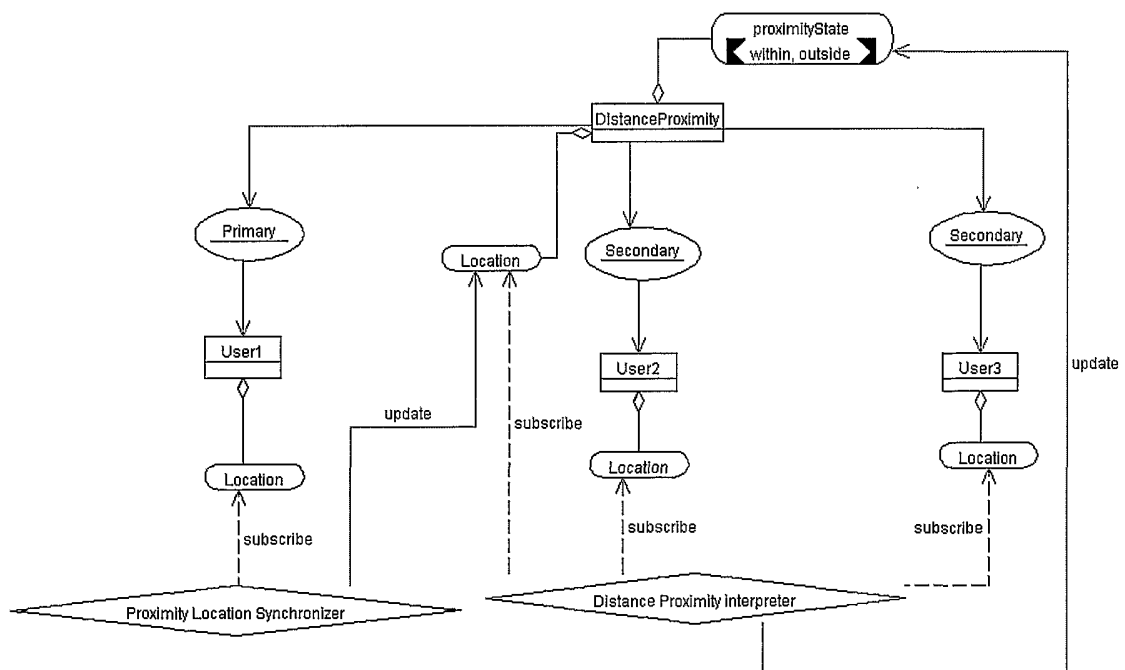 proximityState
within, outside
DistanceProximity
Primary
Location
Secondary
Secondary
User1
User2
User3
update
update
subscribe
Location
Location
Location
subscribe
subscribe
subscribe
Proximity Location Synchronizer
Distance Proximity Interpreter